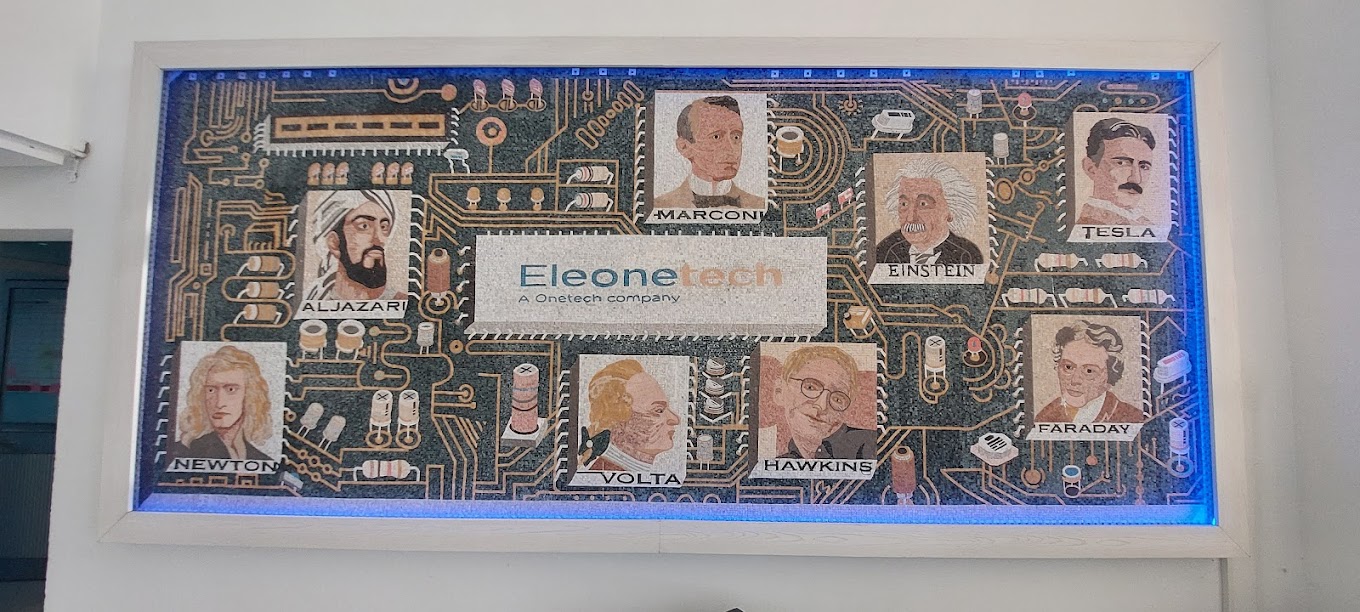 MARCONI
TESLA
EINSTEIN
ALJAZARI
Eleonetech
A Onetech company
NEWTON
VOLTA
HAWKINS
FARADAY